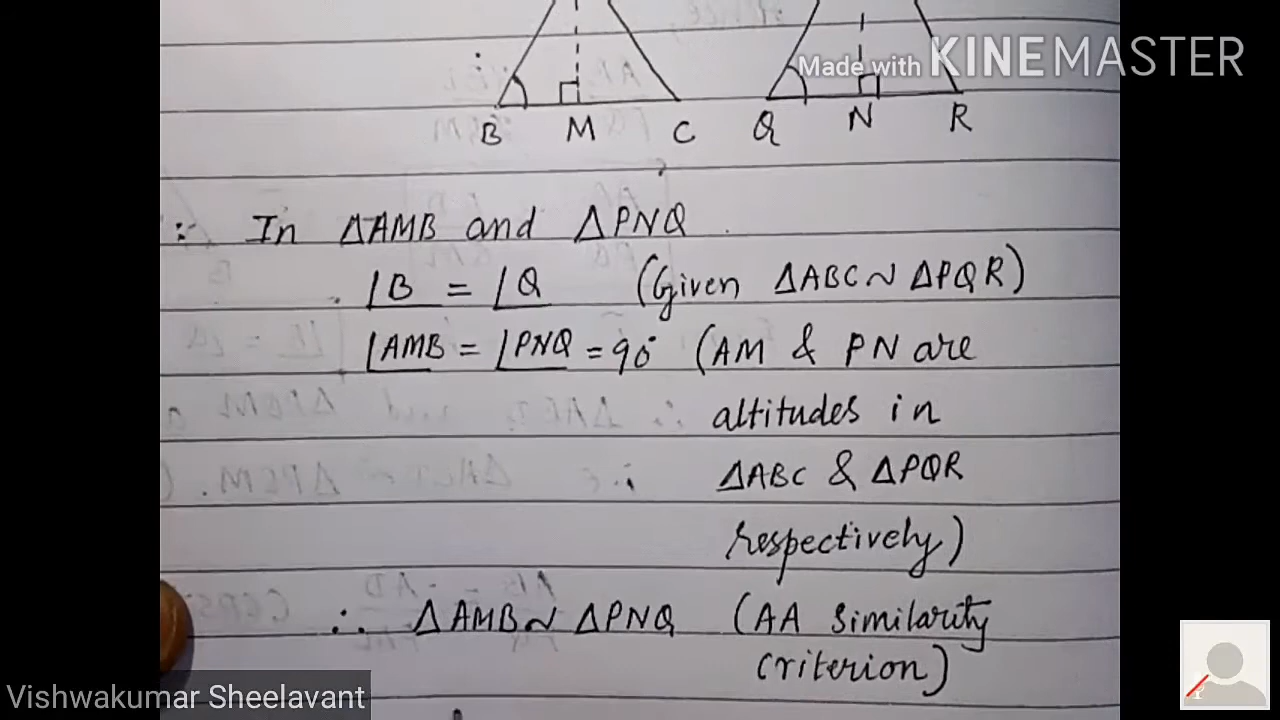 Made with KINEMASTER
B M C Q N R
∵ In ΔAMB and ΔPNQ
∠B = ∠Q (Given ΔABC ~ ΔPQR)
∠AMB = ∠PNQ = 90° (AM & PN are
altitudes in
ΔABC & ΔPQR
respectively)
∴ ΔAMB ~ ΔPNQ (AA similarity
criterion)
Vishwakumar Sheelavant